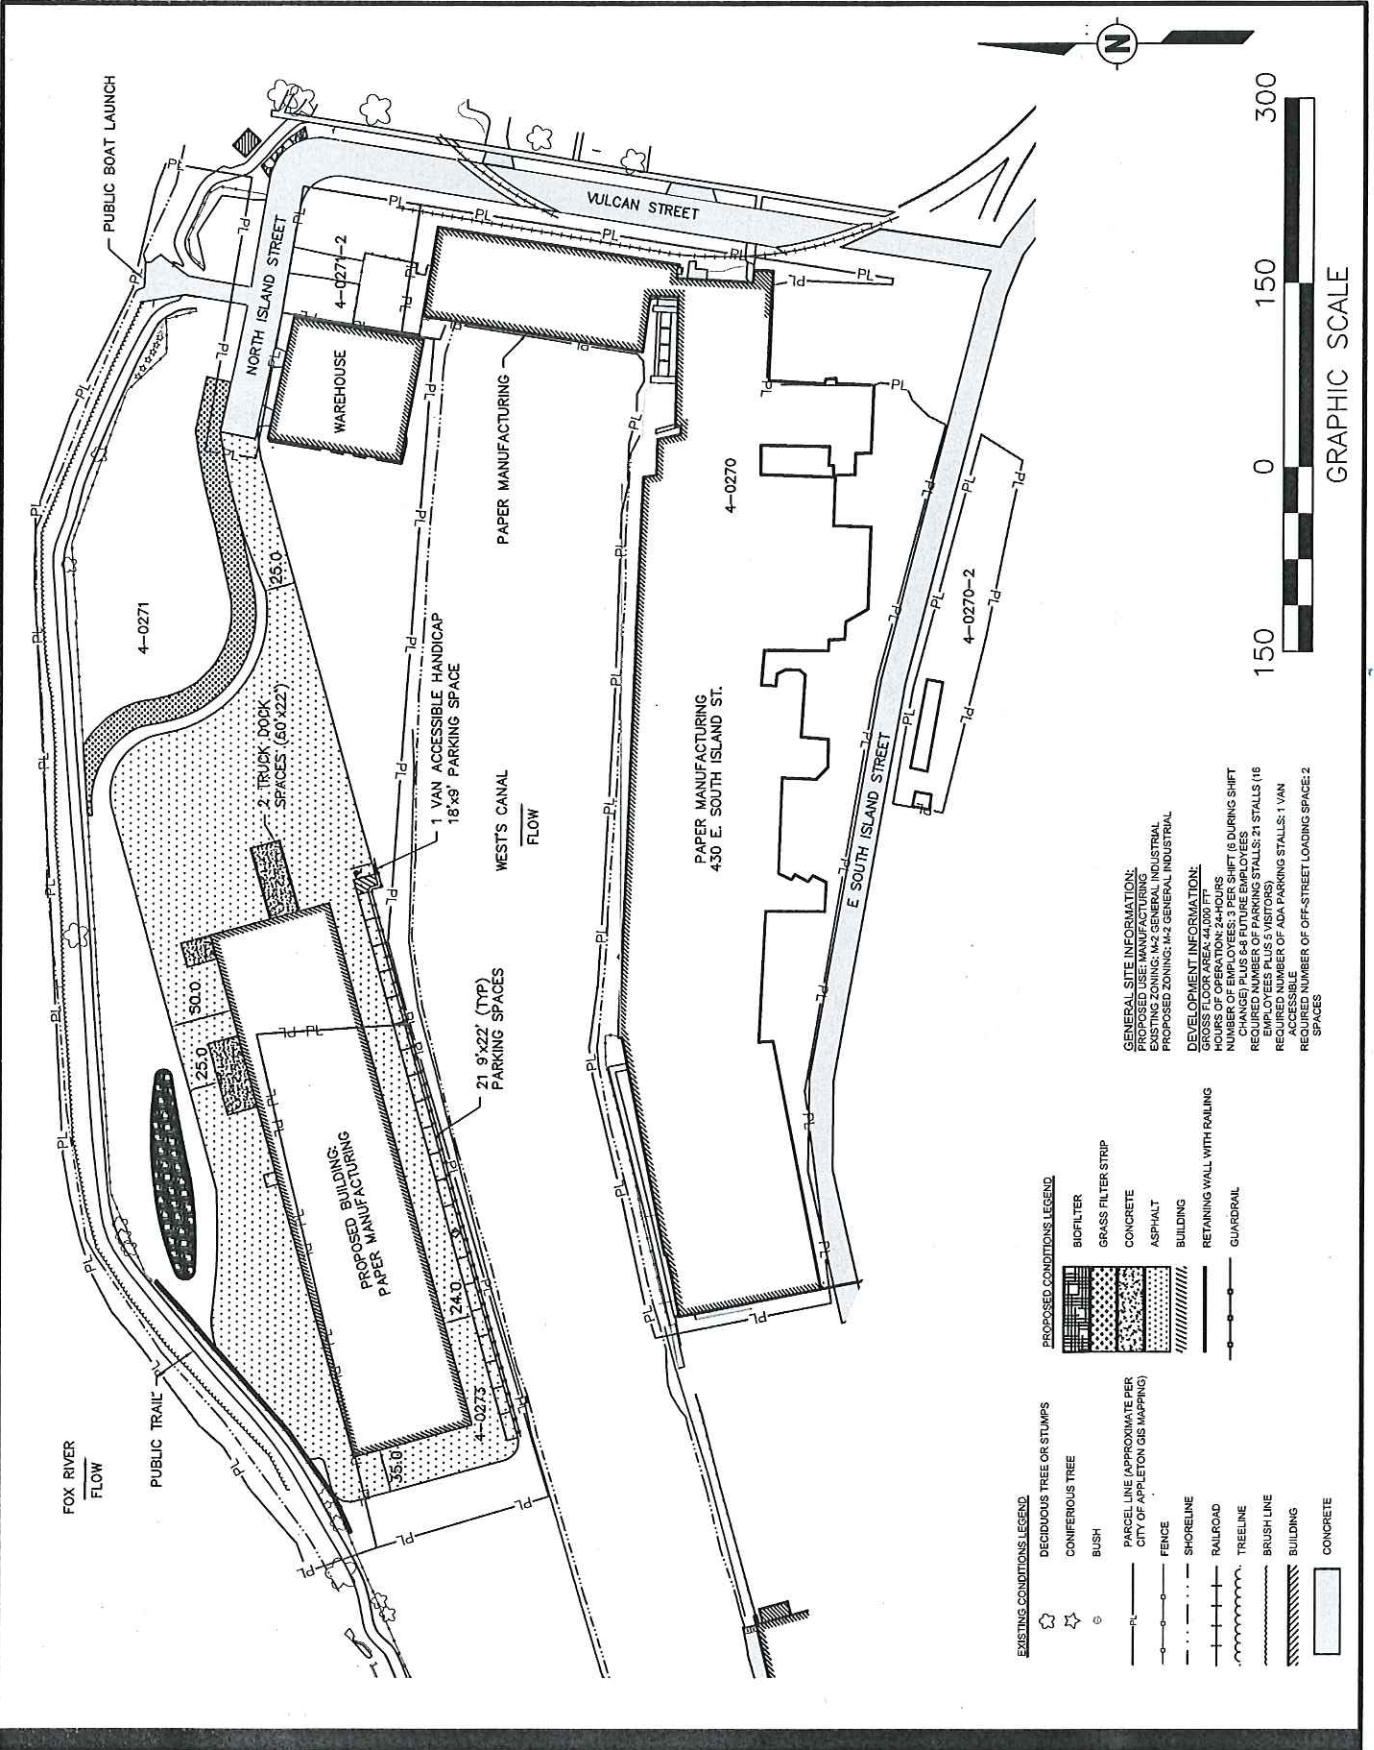 PUBLIC BOAT LAUNCH
N
NORTH ISLAND STREET
VULCAN STREET
4-0271-2
WAREHOUSE
4-0271
25.0
2 TRUCK DOCK
SPACES (60'x22')
1 VAN ACCESSIBLE HANDICAP
18'x9' PARKING SPACE
PAPER MANUFACTURING
4-0270
4-0270-2
WEST'S CANAL
FLOW
PAPER MANUFACTURING
430 E. SOUTH ISLAND ST.
E SOUTH ISLAND STREET
50.0
25.0
21 9'x22' (TYP)
PARKING SPACES
PROPOSED BUILDING:
PAPER MANUFACTURING
24.0
4-0273
35.0
FOX RIVER
FLOW
PUBLIC TRAIL
PL
150
0
150
300
GRAPHIC SCALE
GENERAL SITE INFORMATION:
PROPOSED USE: MANUFACTURING
EXISTING ZONING: M-2 GENERAL INDUSTRIAL
PROPOSED ZONING: M-2 GENERAL INDUSTRIAL
DEVELOPMENT INFORMATION:
GROSS FLOOR AREA: 44,000 FT²
HOURS OF OPERATION: 24-HOURS
NUMBER OF EMPLOYEES: 3 PER SHIFT (6 DURING SHIFT
CHANGE) PLUS 6-8 FUTURE EMPLOYEES
REQUIRED NUMBER OF PARKING STALLS: 21 STALLS (16
EMPLOYEES PLUS 5 VISITORS)
REQUIRED NUMBER OF ADA PARKING STALLS: 1 VAN
ACCESSIBLE
REQUIRED NUMBER OF OFF-STREET LOADING SPACE: 2
SPACES
PROPOSED CONDITIONS LEGEND
BIOFILTER
GRASS FILTER STRIP
CONCRETE
ASPHALT
BUILDING
RETAINING WALL WITH RAILING
GUARDRAIL
EXISTING CONDITIONS LEGEND
DECIDUOUS TREE OR STUMPS
CONIFERIOUS TREE
BUSH
PARCEL LINE (APPROXIMATE PER
CITY OF APPLETON GIS MAPPING)
FENCE
SHORELINE
RAILROAD
TREELINE
BRUSH LINE
BUILDING
CONCRETE